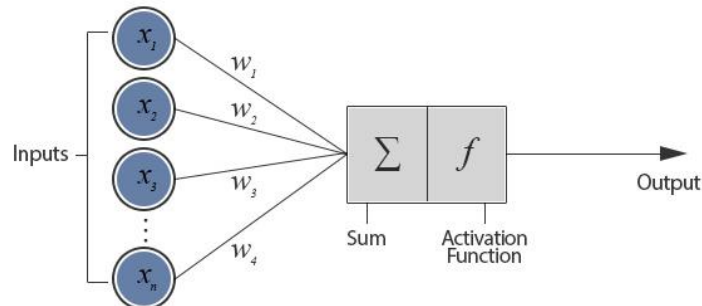 x₁
w₁
x₂
w₂
Inputs
x₃
w₃
∑
f
Output
w₄
Sum
Activation
Function
xₙ